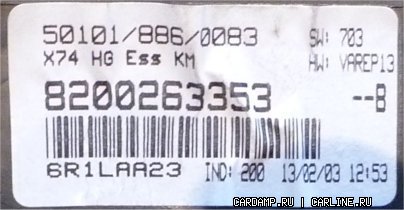 50101/886/0083 SW: 703
X74 HG Ess KM HW: VAREP13
8200263353 --B
6R1LAA23 IND: 200 13/02/03 12:53
CARDAMP.RU | CARLINE.RU